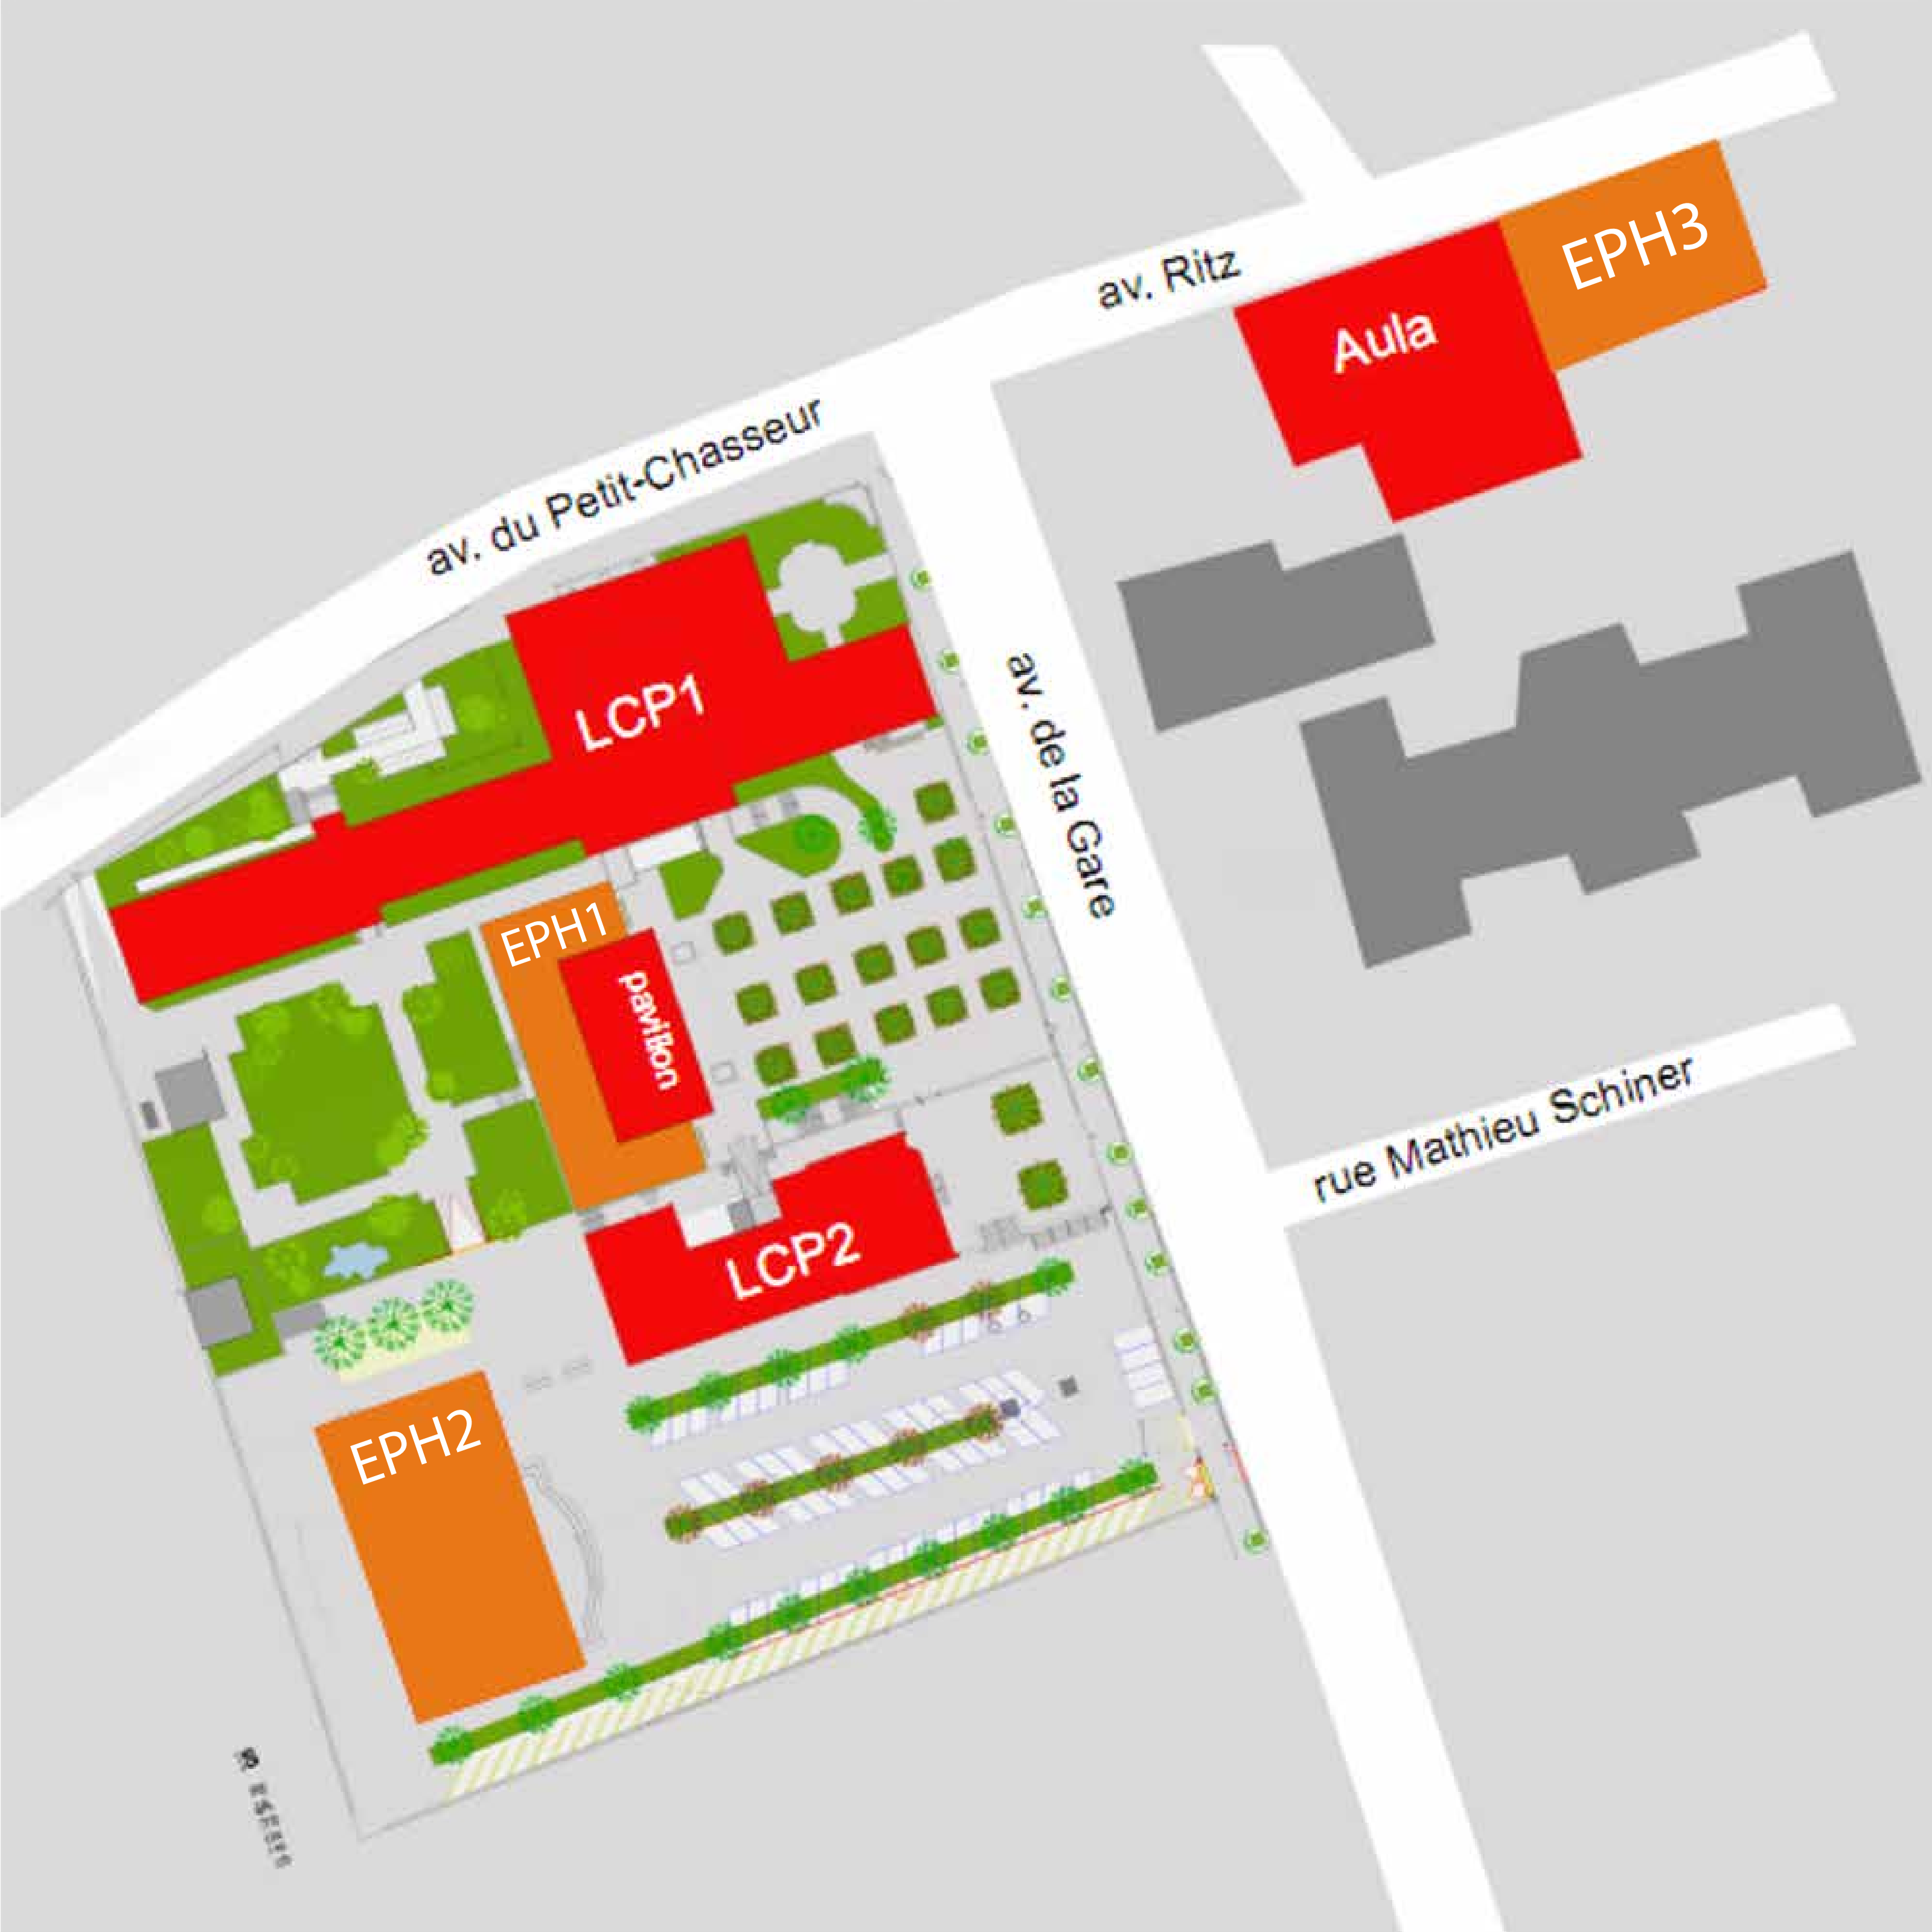 av. Ritz
EPH3
Aula
av. du Petit-Chasseur
LCP1
av. de la Gare
EPH1
pavillon
rue Mathieu Schiner
LCP2
EPH2